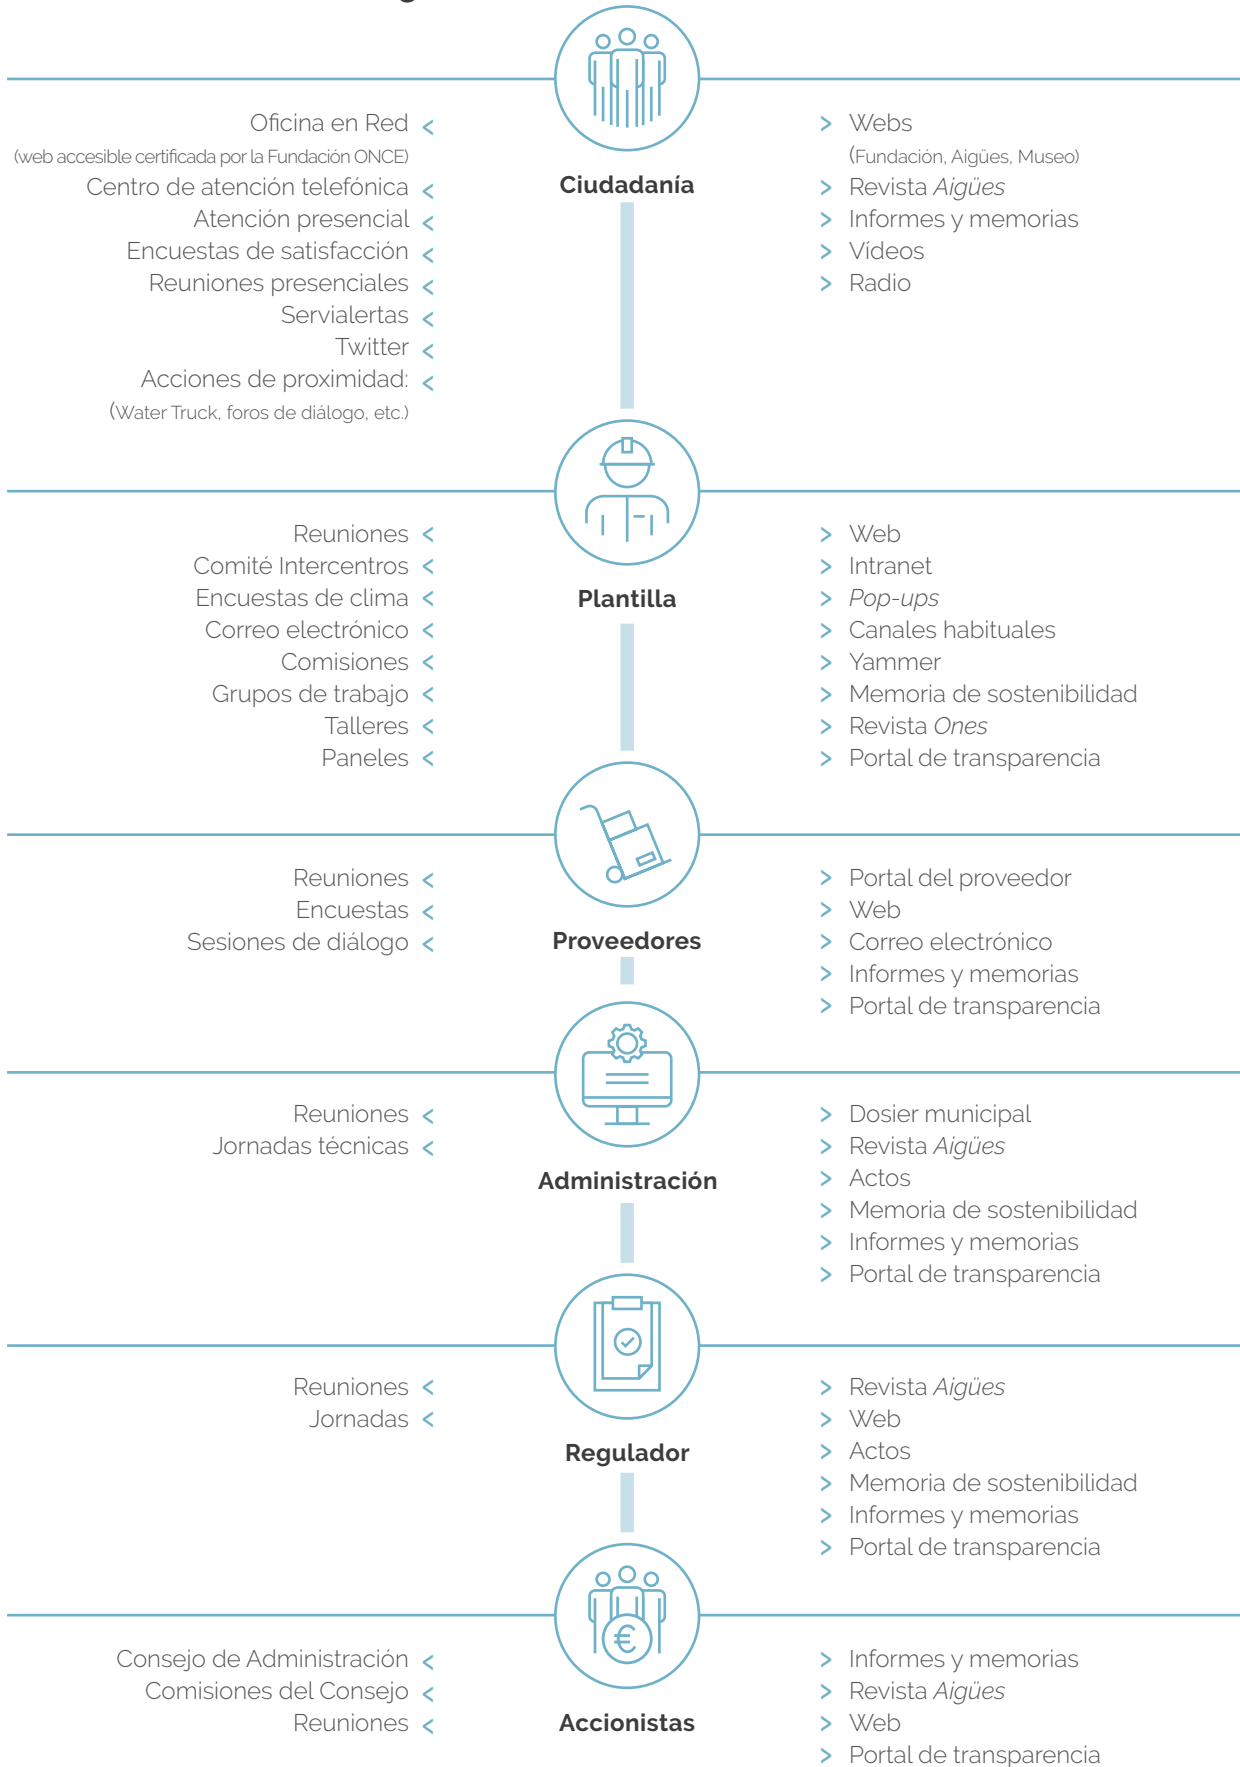 Oficina en Red <
(web accesible certificada por la Fundación ONCE)
Centro de atención telefónica <
Atención presencial <
Encuestas de satisfacción <
Reuniones presenciales <
Servialertas <
Twitter <
Acciones de proximidad: <
(Water Truck, foros de diálogo, etc.)
Ciudadanía
> Webs
(Fundación, Aigües, Museo)
> Revista Aigües
> Informes y memorias
> Vídeos
> Radio
Reuniones <
Comité Intercentros <
Encuestas de clima <
Correo electrónico <
Comisiones <
Grupos de trabajo <
Talleres <
Paneles <
Plantilla
> Web
> Intranet
> Pop-ups
> Canales habituales
> Yammer
> Memoria de sostenibilidad
> Revista Ones
> Portal de transparencia
Reuniones <
Encuestas <
Sesiones de diálogo <
Proveedores
> Portal del proveedor
> Web
> Correo electrónico
> Informes y memorias
> Portal de transparencia
Reuniones <
Jornadas técnicas <
Administración
> Dosier municipal
> Revista Aigües
> Actos
> Memoria de sostenibilidad
> Informes y memorias
> Portal de transparencia
Reuniones <
Jornadas <
Regulador
> Revista Aigües
> Web
> Actos
> Memoria de sostenibilidad
> Informes y memorias
> Portal de transparencia
Consejo de Administración <
Comisiones del Consejo <
Reuniones <
€
Accionistas
> Informes y memorias
> Revista Aigües
> Web
> Portal de transparencia